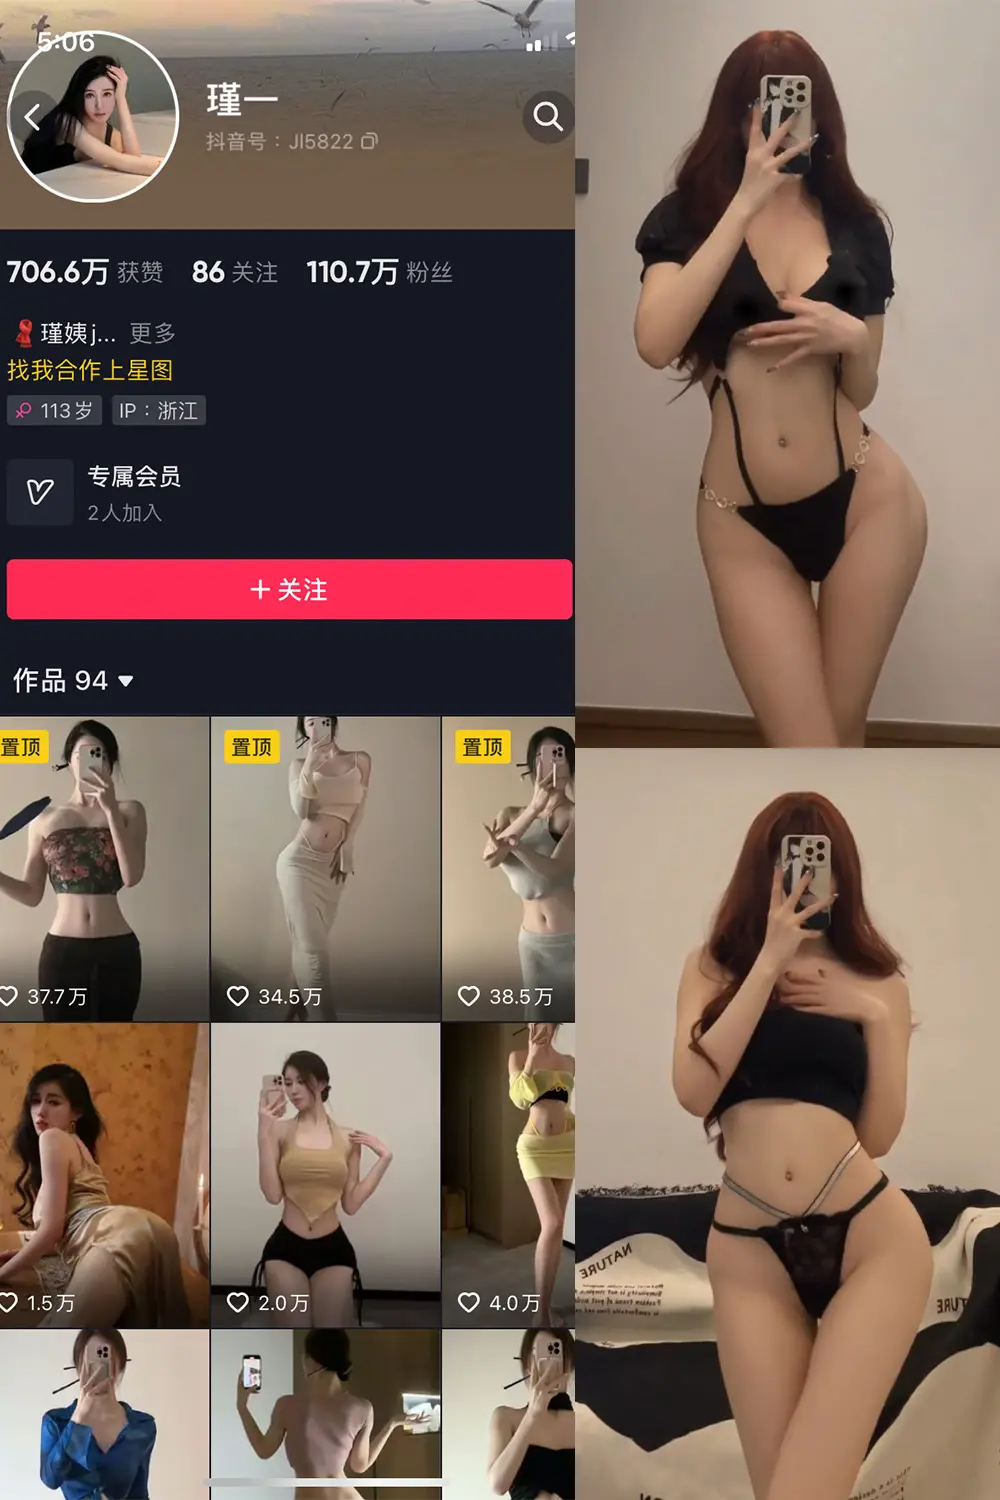 5:06
瑾一
抖音号：JI5822
706.6万 获赞 86 关注 110.7万 粉丝
瑾姨j... 更多
找我合作上星图
113岁 IP：浙江
专属会员
2人加入
+ 关注
作品 94
置顶 置顶 置顶
37.7万 34.5万 38.5万
1.5万 2.0万 4.0万
NATURE